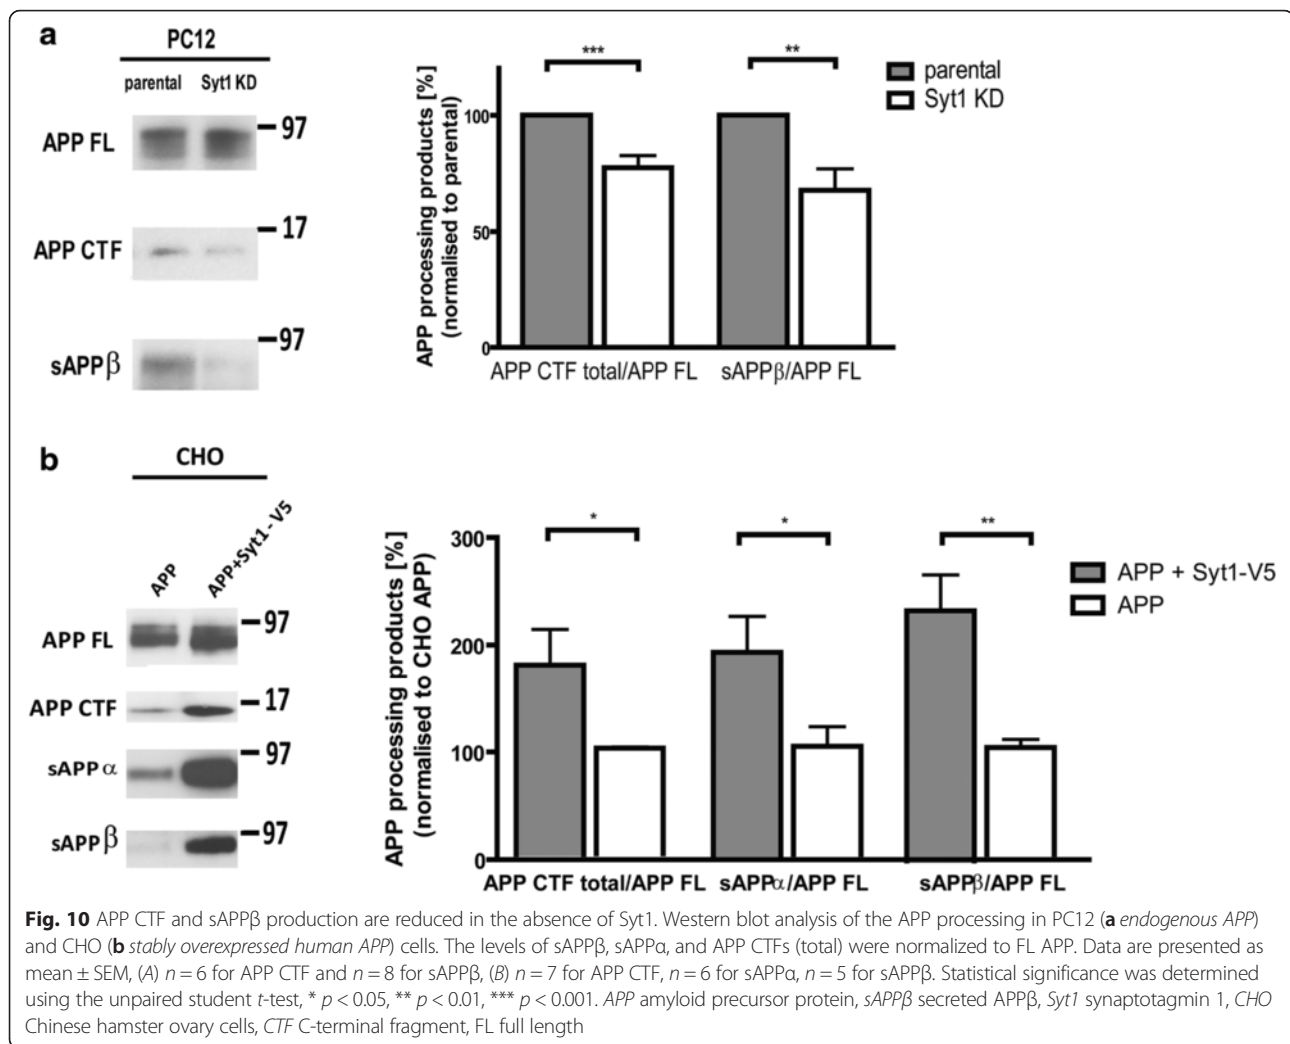 a
PC12
parental Syt1 KD
APP FL
97
APP CTF
17
sAPPβ
97
APP processing products [%]
(normalised to parental)
100
50
0
***
**
parental
Syt1 KD
APP CTF total/APP FL
sAPPβ/APP FL
b
CHO
APP
APP+Syt1-V5
APP FL
97
APP CTF
17
sAPPα
97
sAPPβ
97
APP processing products [%]
(normalised to CHO APP)
300
200
100
0
*
*
**
APP + Syt1-V5
APP
APP CTF total/APP FL
sAPPα/APP FL
sAPPβ/APP FL
Fig. 10 APP CTF and sAPPβ production are reduced in the absence of Syt1. Western blot analysis of the APP processing in PC12 (a endogenous APP)
and CHO (b stably overexpressed human APP) cells. The levels of sAPPβ, sAPPα, and APP CTFs (total) were normalized to FL APP. Data are presented as
mean ± SEM, (A) n = 6 for APP CTF and n = 8 for sAPPβ, (B) n = 7 for APP CTF, n = 6 for sAPPα, n = 5 for sAPPβ. Statistical significance was determined
using the unpaired student t-test, * p < 0.05, ** p < 0.01, *** p < 0.001. APP amyloid precursor protein, sAPPβ secreted APPβ, Syt1 synaptotagmin 1, CHO
Chinese hamster ovary cells, CTF C-terminal fragment, FL full length